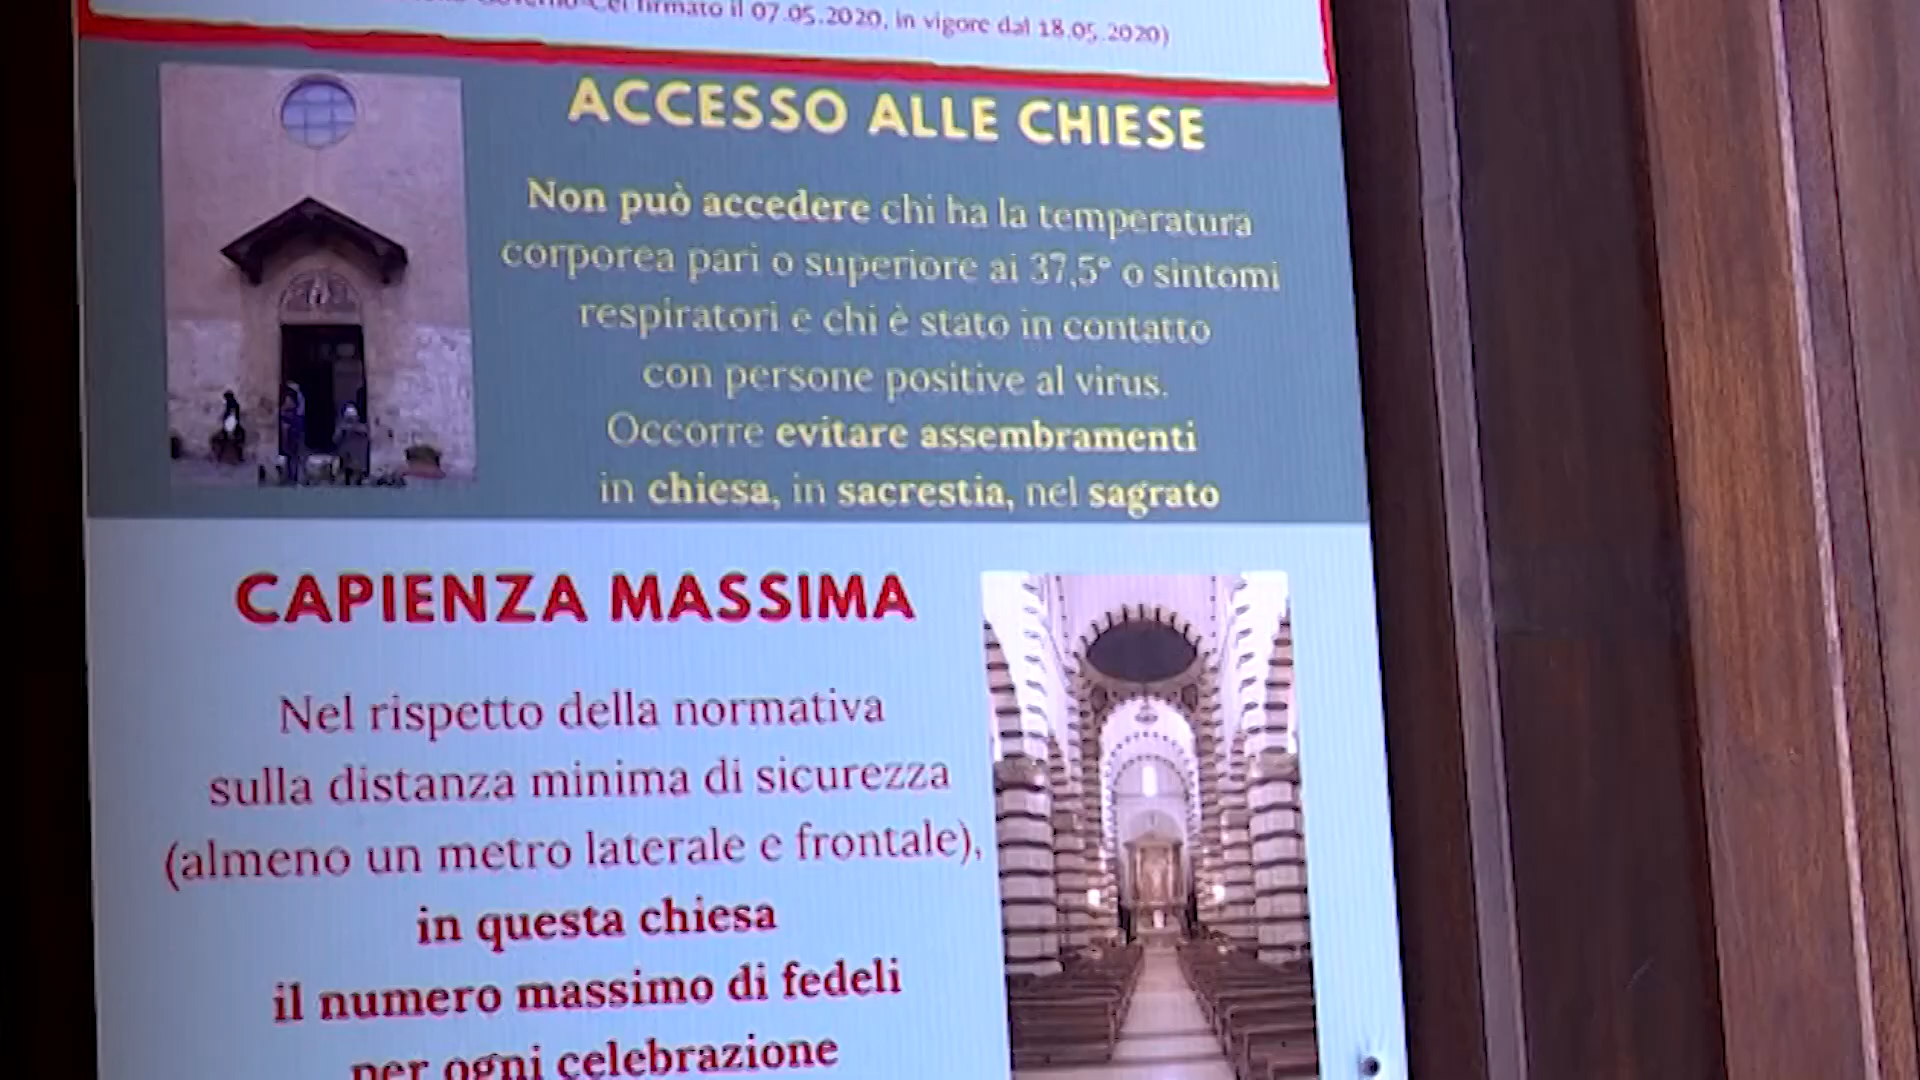 firmato il 07.05.2020, in vigore dal 18.05.2020)
ACCESSO ALLE CHIESE
Non può accedere chi ha la temperatura
corporea pari o superiore ai 37,5° o sintomi
respiratori e chi è stato in contatto
con persone positive al virus.
Occorre evitare assembramenti
in chiesa, in sacrestia, nel sagrato
CAPIENZA MASSIMA
Nel rispetto della normativa
sulla distanza minima di sicurezza
(almeno un metro laterale e frontale),
in questa chiesa
il numero massimo di fedeli
per ogni celebrazione